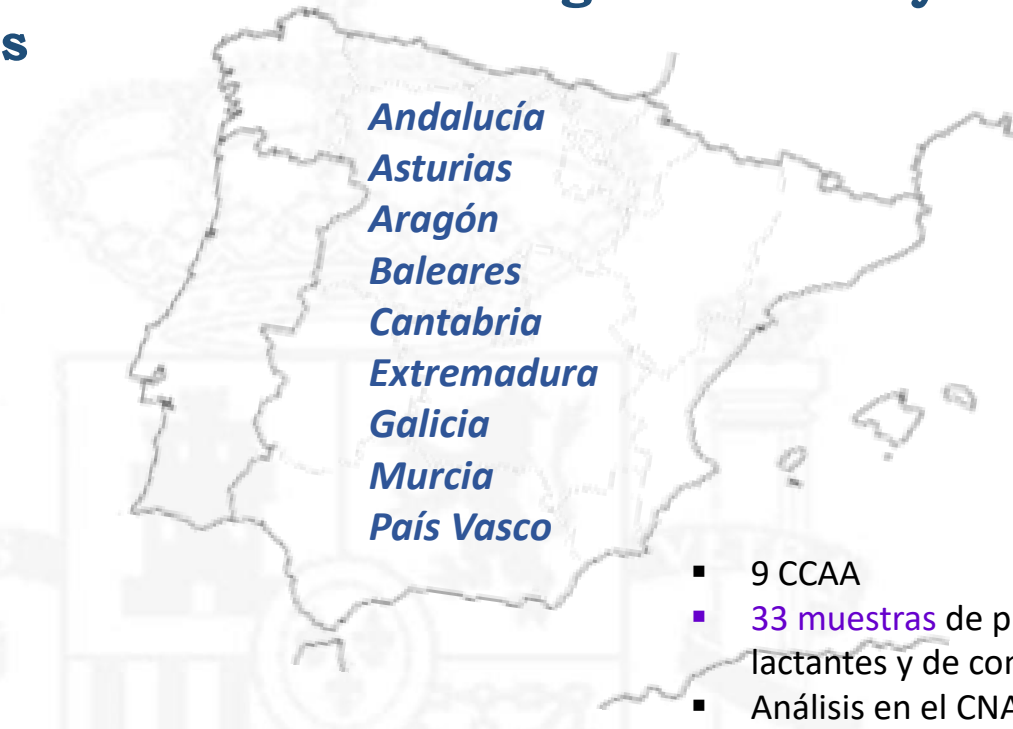 s
Andalucía
Asturias
Aragón
Baleares
Cantabria
Extremadura
Galicia
Murcia
País Vasco
▪ 9 CCAA
▪ 33 muestras de p
lactantes y de cor
▪ Análisis en el CNA